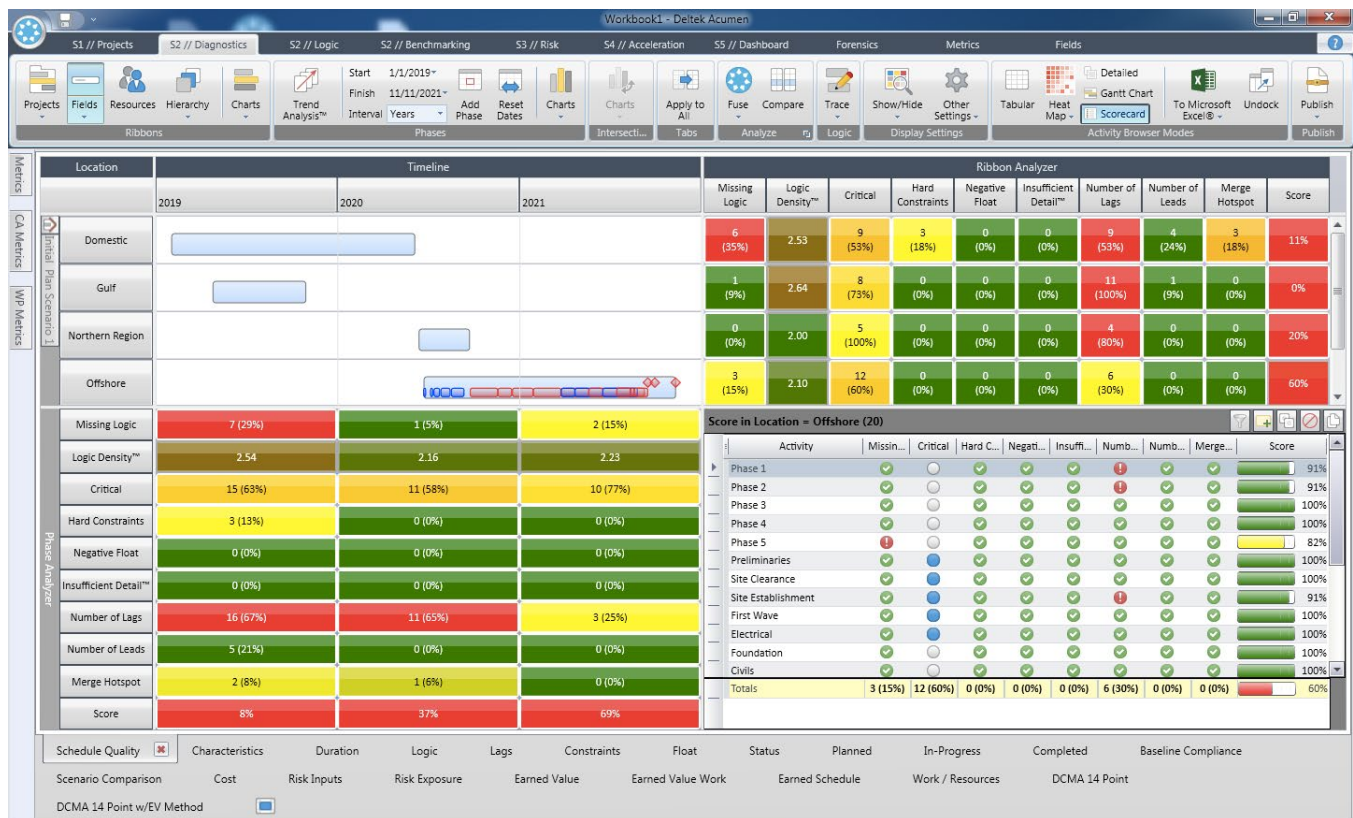 Workbook1 - Deltek Acumen
S1 // Projects S2 // Diagnostics S2 // Logic S2 // Benchmarking S3 // Risk S4 // Acceleration S5 // Dashboard Forensics Metrics Fields
Start 1/1/2019
Finish 11/11/2021
Interval Years
Projects Fields Resources Hierarchy Charts Trend Analysis™ Add Phase Reset Dates Charts Charts Apply to All Fuse Compare Trace Show/Hide Other Settings Tabular Heat Map Detailed Gantt Chart Scorecard To Microsoft Excel® Undock Publish
Ribbons Phases Intersecti... Tabs Analyze Logic Display Settings Activity Browser Modes Publish
Metrics
CA Metrics
WP Metrics
Location Timeline Ribbon Analyzer
2019 2020 2021 Missing Logic Logic Density™ Critical Hard Constraints Negative Float Insufficient Detail™ Number of Lags Number of Leads Merge Hotspot Score
Initial Plan Scenario 1
Domestic 6 (35%) 2.53 9 (53%) 3 (18%) 0 (0%) 0 (0%) 9 (53%) 4 (24%) 3 (18%) 11%
Gulf 1 (9%) 2.64 8 (73%) 0 (0%) 0 (0%) 0 (0%) 11 (100%) 1 (9%) 0 (0%) 0%
Northern Region 0 (0%) 2.00 5 (100%) 0 (0%) 0 (0%) 0 (0%) 4 (80%) 0 (0%) 0 (0%) 20%
Offshore 3 (15%) 2.10 12 (60%) 0 (0%) 0 (0%) 0 (0%) 6 (30%) 0 (0%) 0 (0%) 60%
Phase Analyzer
Missing Logic 7 (29%) 1 (5%) 2 (15%)
Logic Density™ 2.54 2.16 2.23
Critical 15 (63%) 11 (58%) 10 (77%)
Hard Constraints 3 (13%) 0 (0%) 0 (0%)
Negative Float 0 (0%) 0 (0%) 0 (0%)
Insufficient Detail™ 0 (0%) 0 (0%) 0 (0%)
Number of Lags 16 (67%) 11 (65%) 3 (25%)
Number of Leads 5 (21%) 0 (0%) 0 (0%)
Merge Hotspot 2 (8%) 1 (6%) 0 (0%)
Score 8% 37% 69%
Score in Location = Offshore (20)
Activity Missin... Critical Hard C... Negati... Insuffi... Numb... Numb... Merge... Score
Phase 1 91%
Phase 2 91%
Phase 3 100%
Phase 4 100%
Phase 5 82%
Preliminaries 100%
Site Clearance 100%
Site Establishment 91%
First Wave 100%
Electrical 100%
Foundation 100%
Civils 100%
Totals 3 (15%) 12 (60%) 0 (0%) 0 (0%) 0 (0%) 6 (30%) 0 (0%) 0 (0%) 60%
Schedule Quality Characteristics Duration Logic Lags Constraints Float Status Planned In-Progress Completed Baseline Compliance
Scenario Comparison Cost Risk Inputs Risk Exposure Earned Value Earned Value Work Earned Schedule Work / Resources DCMA 14 Point
DCMA 14 Point w/EV Method